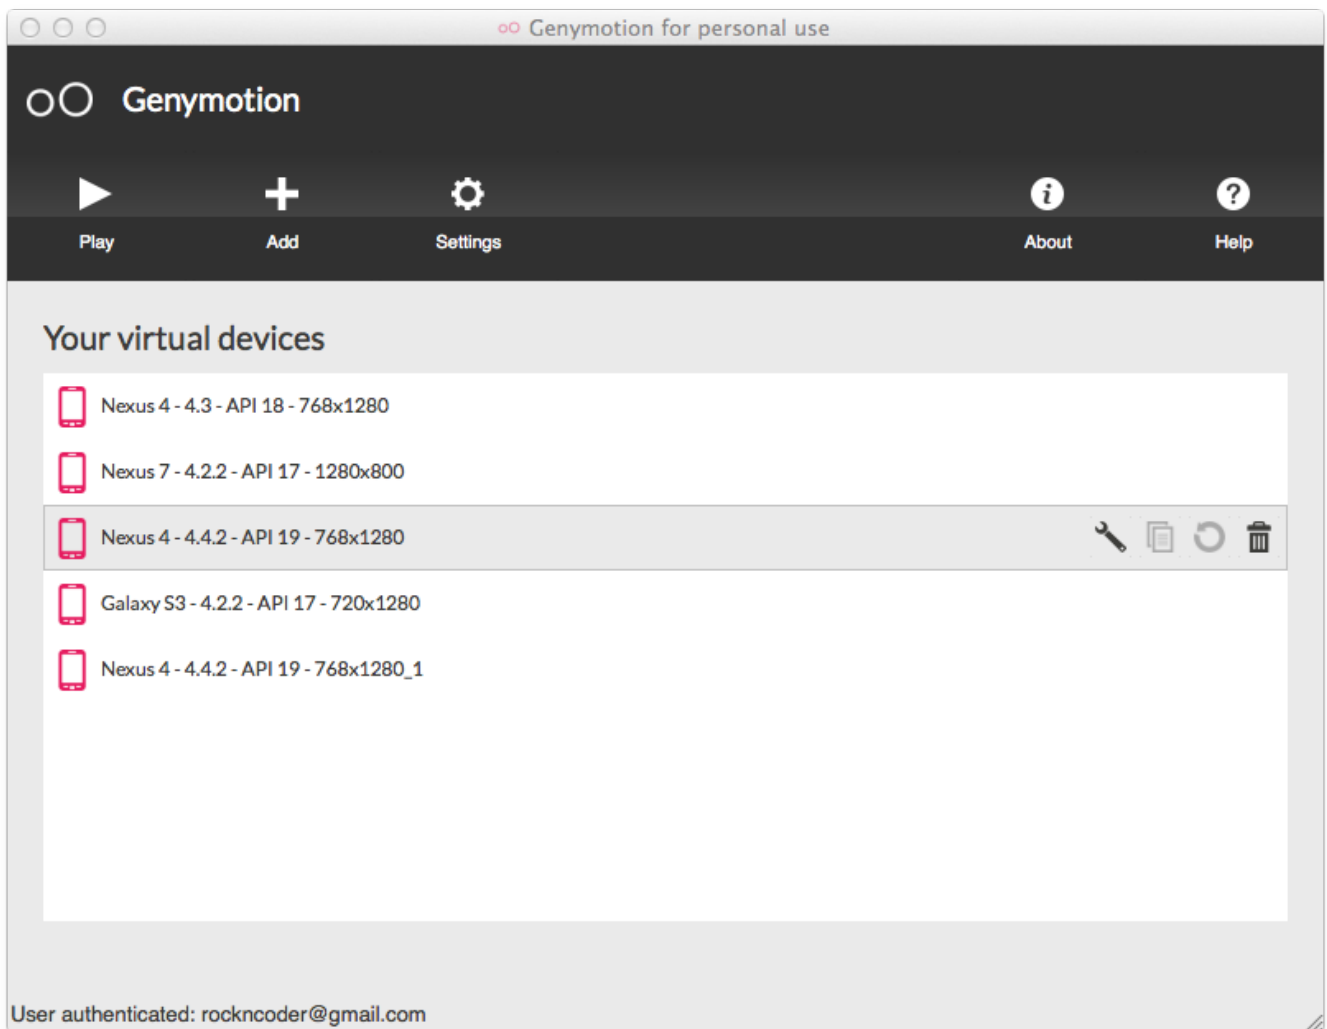 Genymotion for personal use
Genymotion
Play Add Settings About Help
Your virtual devices
Nexus 4 - 4.3 - API 18 - 768x1280
Nexus 7 - 4.2.2 - API 17 - 1280x800
Nexus 4 - 4.4.2 - API 19 - 768x1280
Galaxy S3 - 4.2.2 - API 17 - 720x1280
Nexus 4 - 4.4.2 - API 19 - 768x1280_1
User authenticated: rockncoder@gmail.com